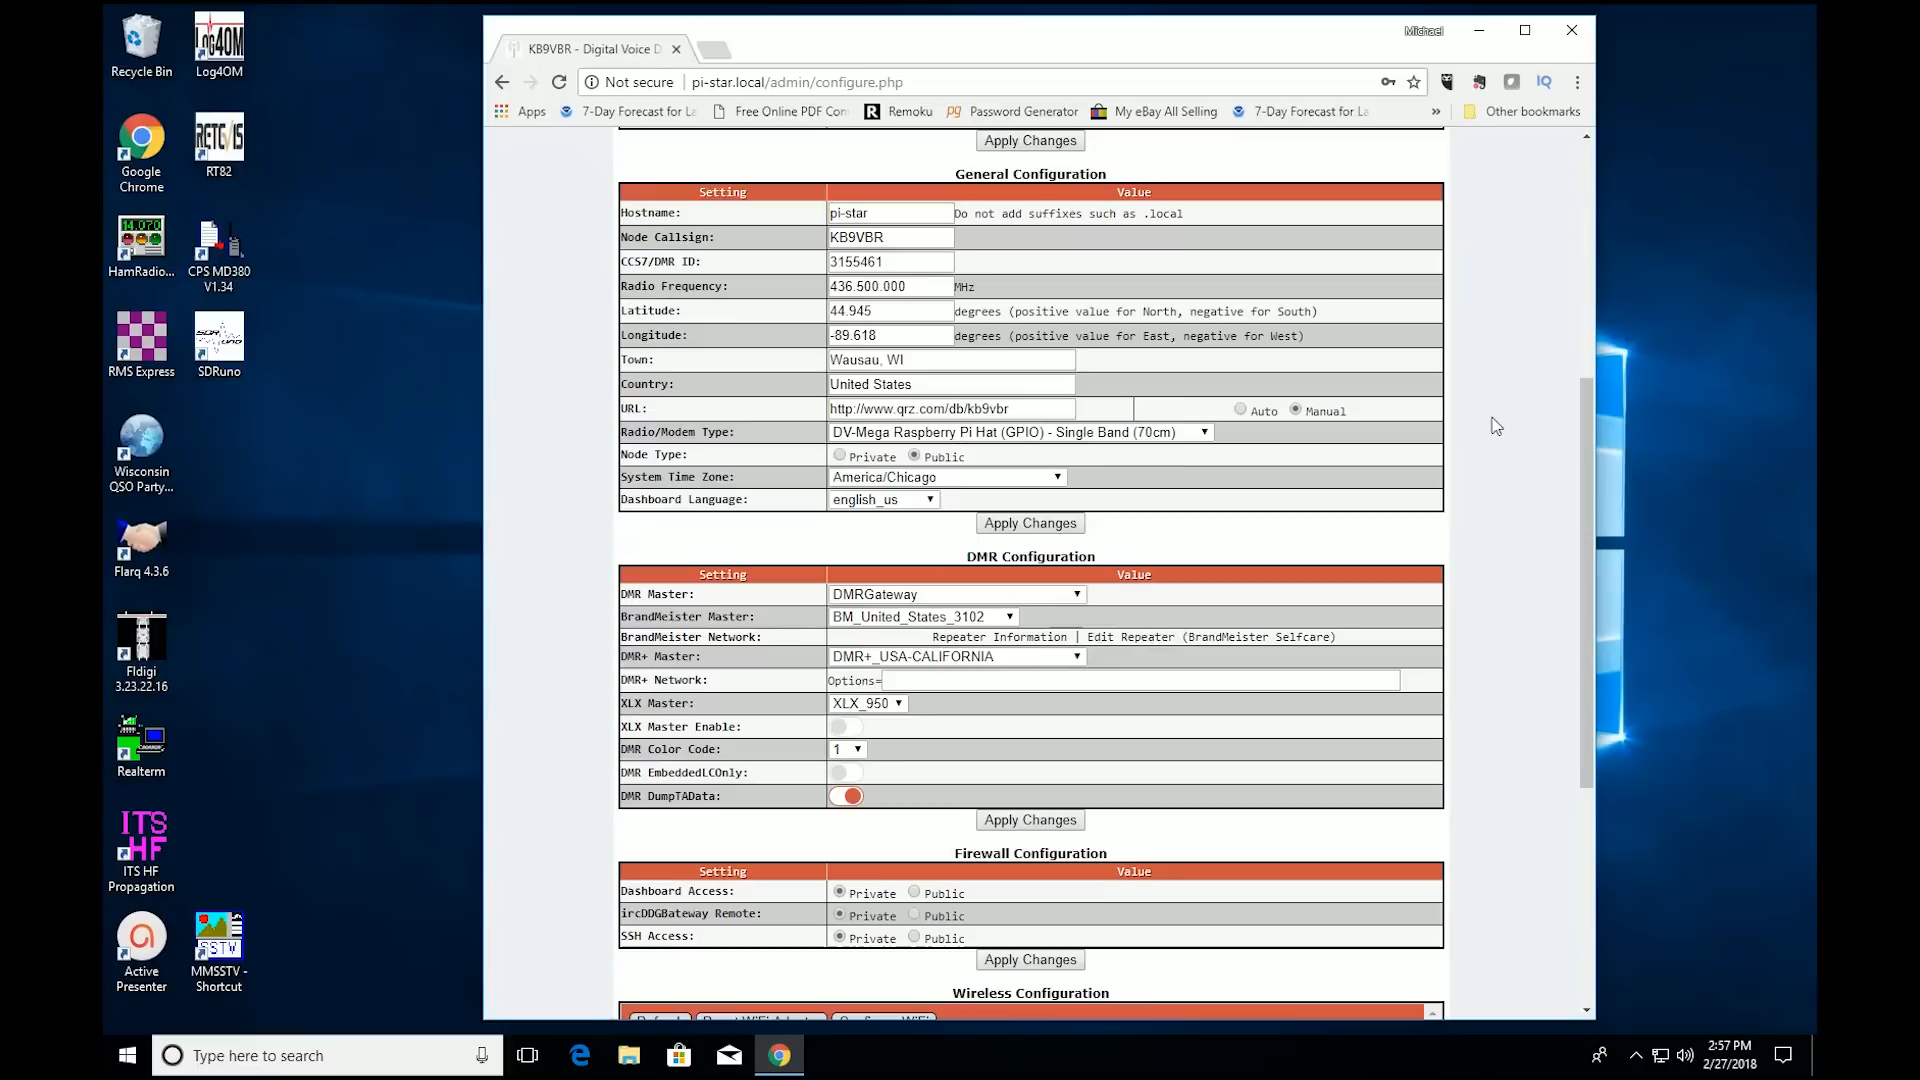 Recycle Bin
Log4OM
Google Chrome
RETEVIS
RT82
14.070
HamRadio...
CPS MD380 V1.34
RMS Express
SDRuno
Wisconsin QSO Party...
Flarq 4.3.6
Fldigi 3.23.22.16
Realterm
ITS HF
ITS HF Propagation
Active Presenter
SSTV
MMSSTV - Shortcut
KB9VBR - Digital Voice D
Michael
Not secure | pi-star.local/admin/configure.php
IQ
Apps 7-Day Forecast for La Free Online PDF Con R Remoku pg Password Generator My eBay All Selling 7-Day Forecast for La » Other bookmarks
Apply Changes
General Configuration
Setting Value
Hostname: pi-star Do not add suffixes such as .local
Node Callsign: KB9VBR
CCS7/DMR ID: 3155461
Radio Frequency: 436.500.000 MHz
Latitude: 44.945 degrees (positive value for North, negative for South)
Longitude: -89.618 degrees (positive value for East, negative for West)
Town: Wausau, WI
Country: United States
URL: http://www.qrz.com/db/kb9vbr Auto Manual
Radio/Modem Type: DV-Mega Raspberry Pi Hat (GPIO) - Single Band (70cm)
Node Type: Private Public
System Time Zone: America/Chicago
Dashboard Language: english_us
Apply Changes
DMR Configuration
Setting Value
DMR Master: DMRGateway
BrandMeister Master: BM_United_States_3102
BrandMeister Network: Repeater Information | Edit Repeater (BrandMeister Selfcare)
DMR+ Master: DMR+_USA-CALIFORNIA
DMR+ Network: Options=
XLX Master: XLX_950
XLX Master Enable:
DMR Color Code: 1
DMR EmbeddedLCOnly:
DMR DumpTAData:
Apply Changes
Firewall Configuration
Setting Value
Dashboard Access: Private Public
ircDDGBateway Remote: Private Public
SSH Access: Private Public
Apply Changes
Wireless Configuration
Type here to search
2:57 PM
2/27/2018